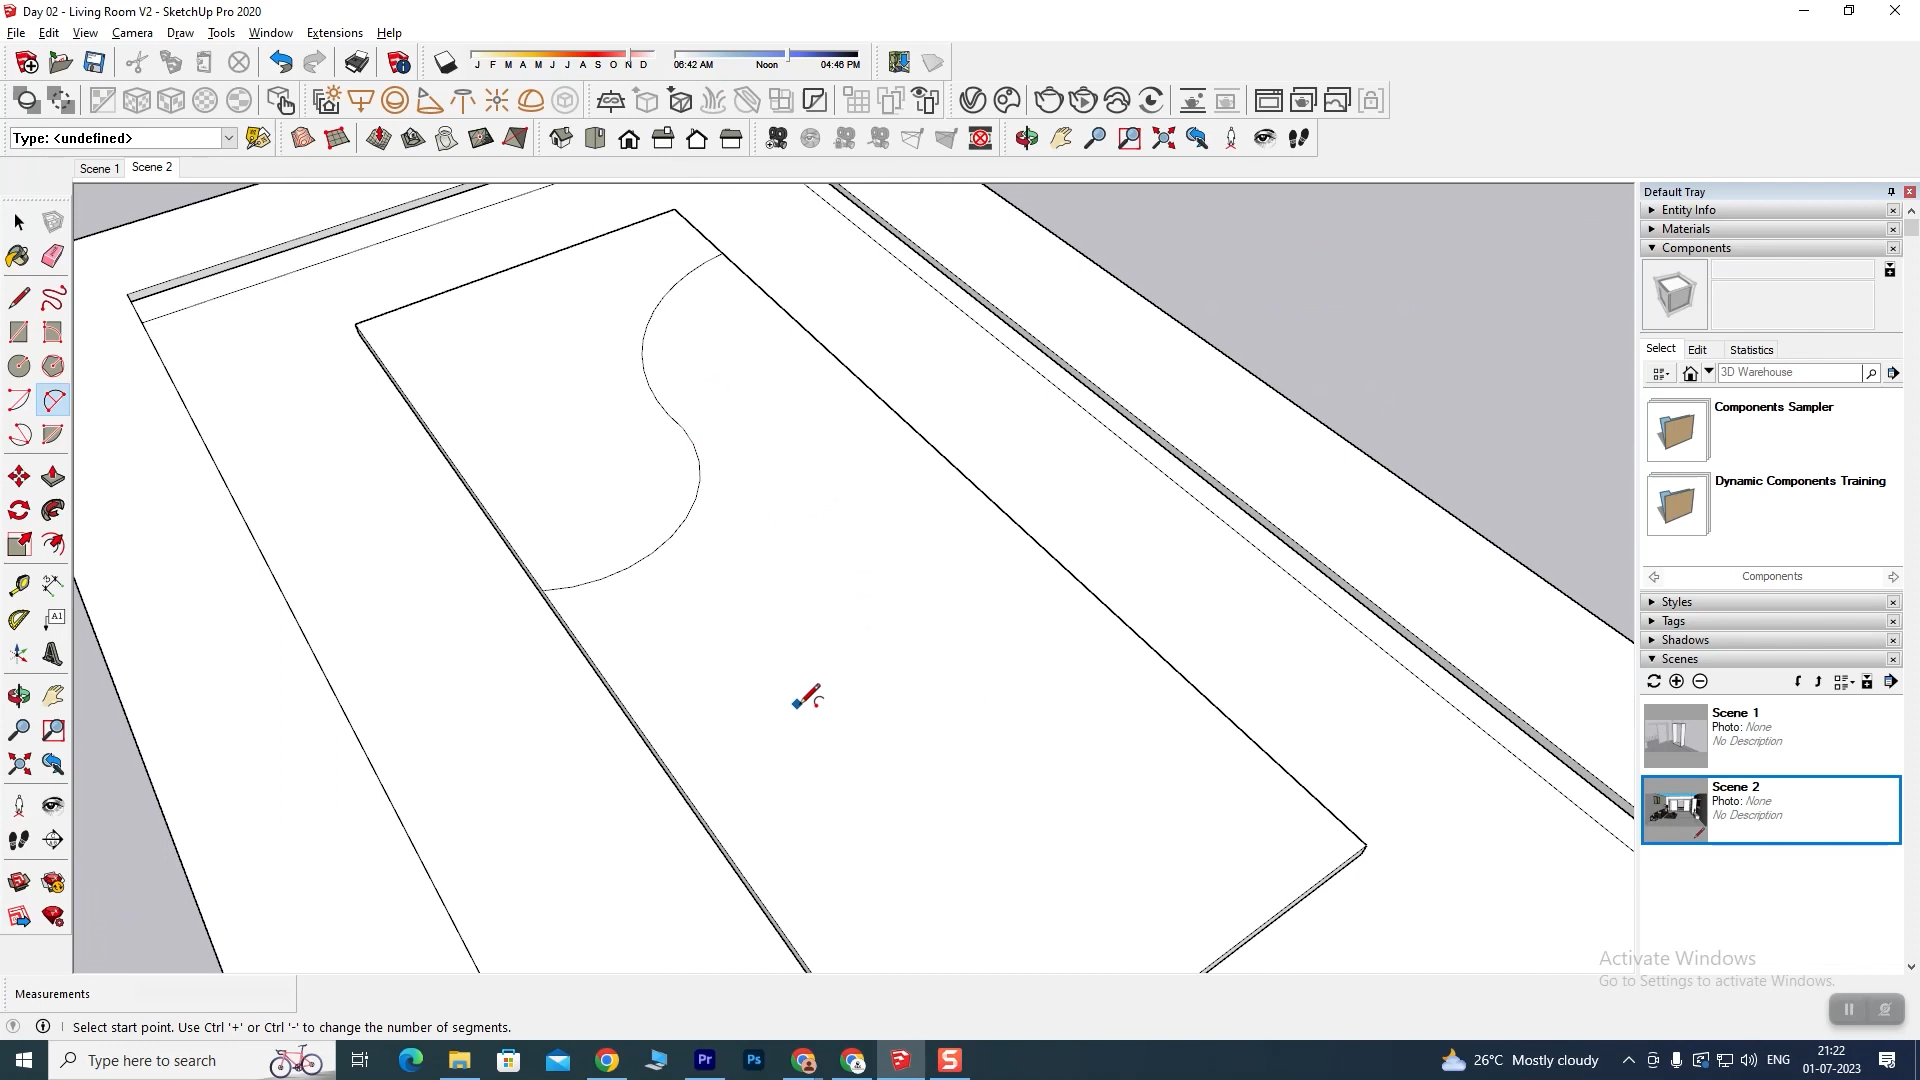 Day 02 - Living Room V2 - SketchUp Pro 2020
File Edit View Camera Draw Tools Window Extensions Help
J F M A M J J A S O N D
06:42 AM Noon 04:46 PM
Type: <undefined>
Scene 1 Scene 2
Default Tray
Entity Info
Materials
Components
Select Edit Statistics
3D Warehouse
Components Sampler
Dynamic Components Training
Components
Styles
Tags
Shadows
Scenes
Scene 1
Photo: None
No Description
Scene 2
Photo: None
No Description
A1
Activate Windows
Go to Settings to activate Windows.
Measurements
Select start point. Use Ctrl '+' or Ctrl '-' to change the number of segments.
Type here to search
Pr
Ps
S
26°C Mostly cloudy
ENG
21:22
01-07-2023